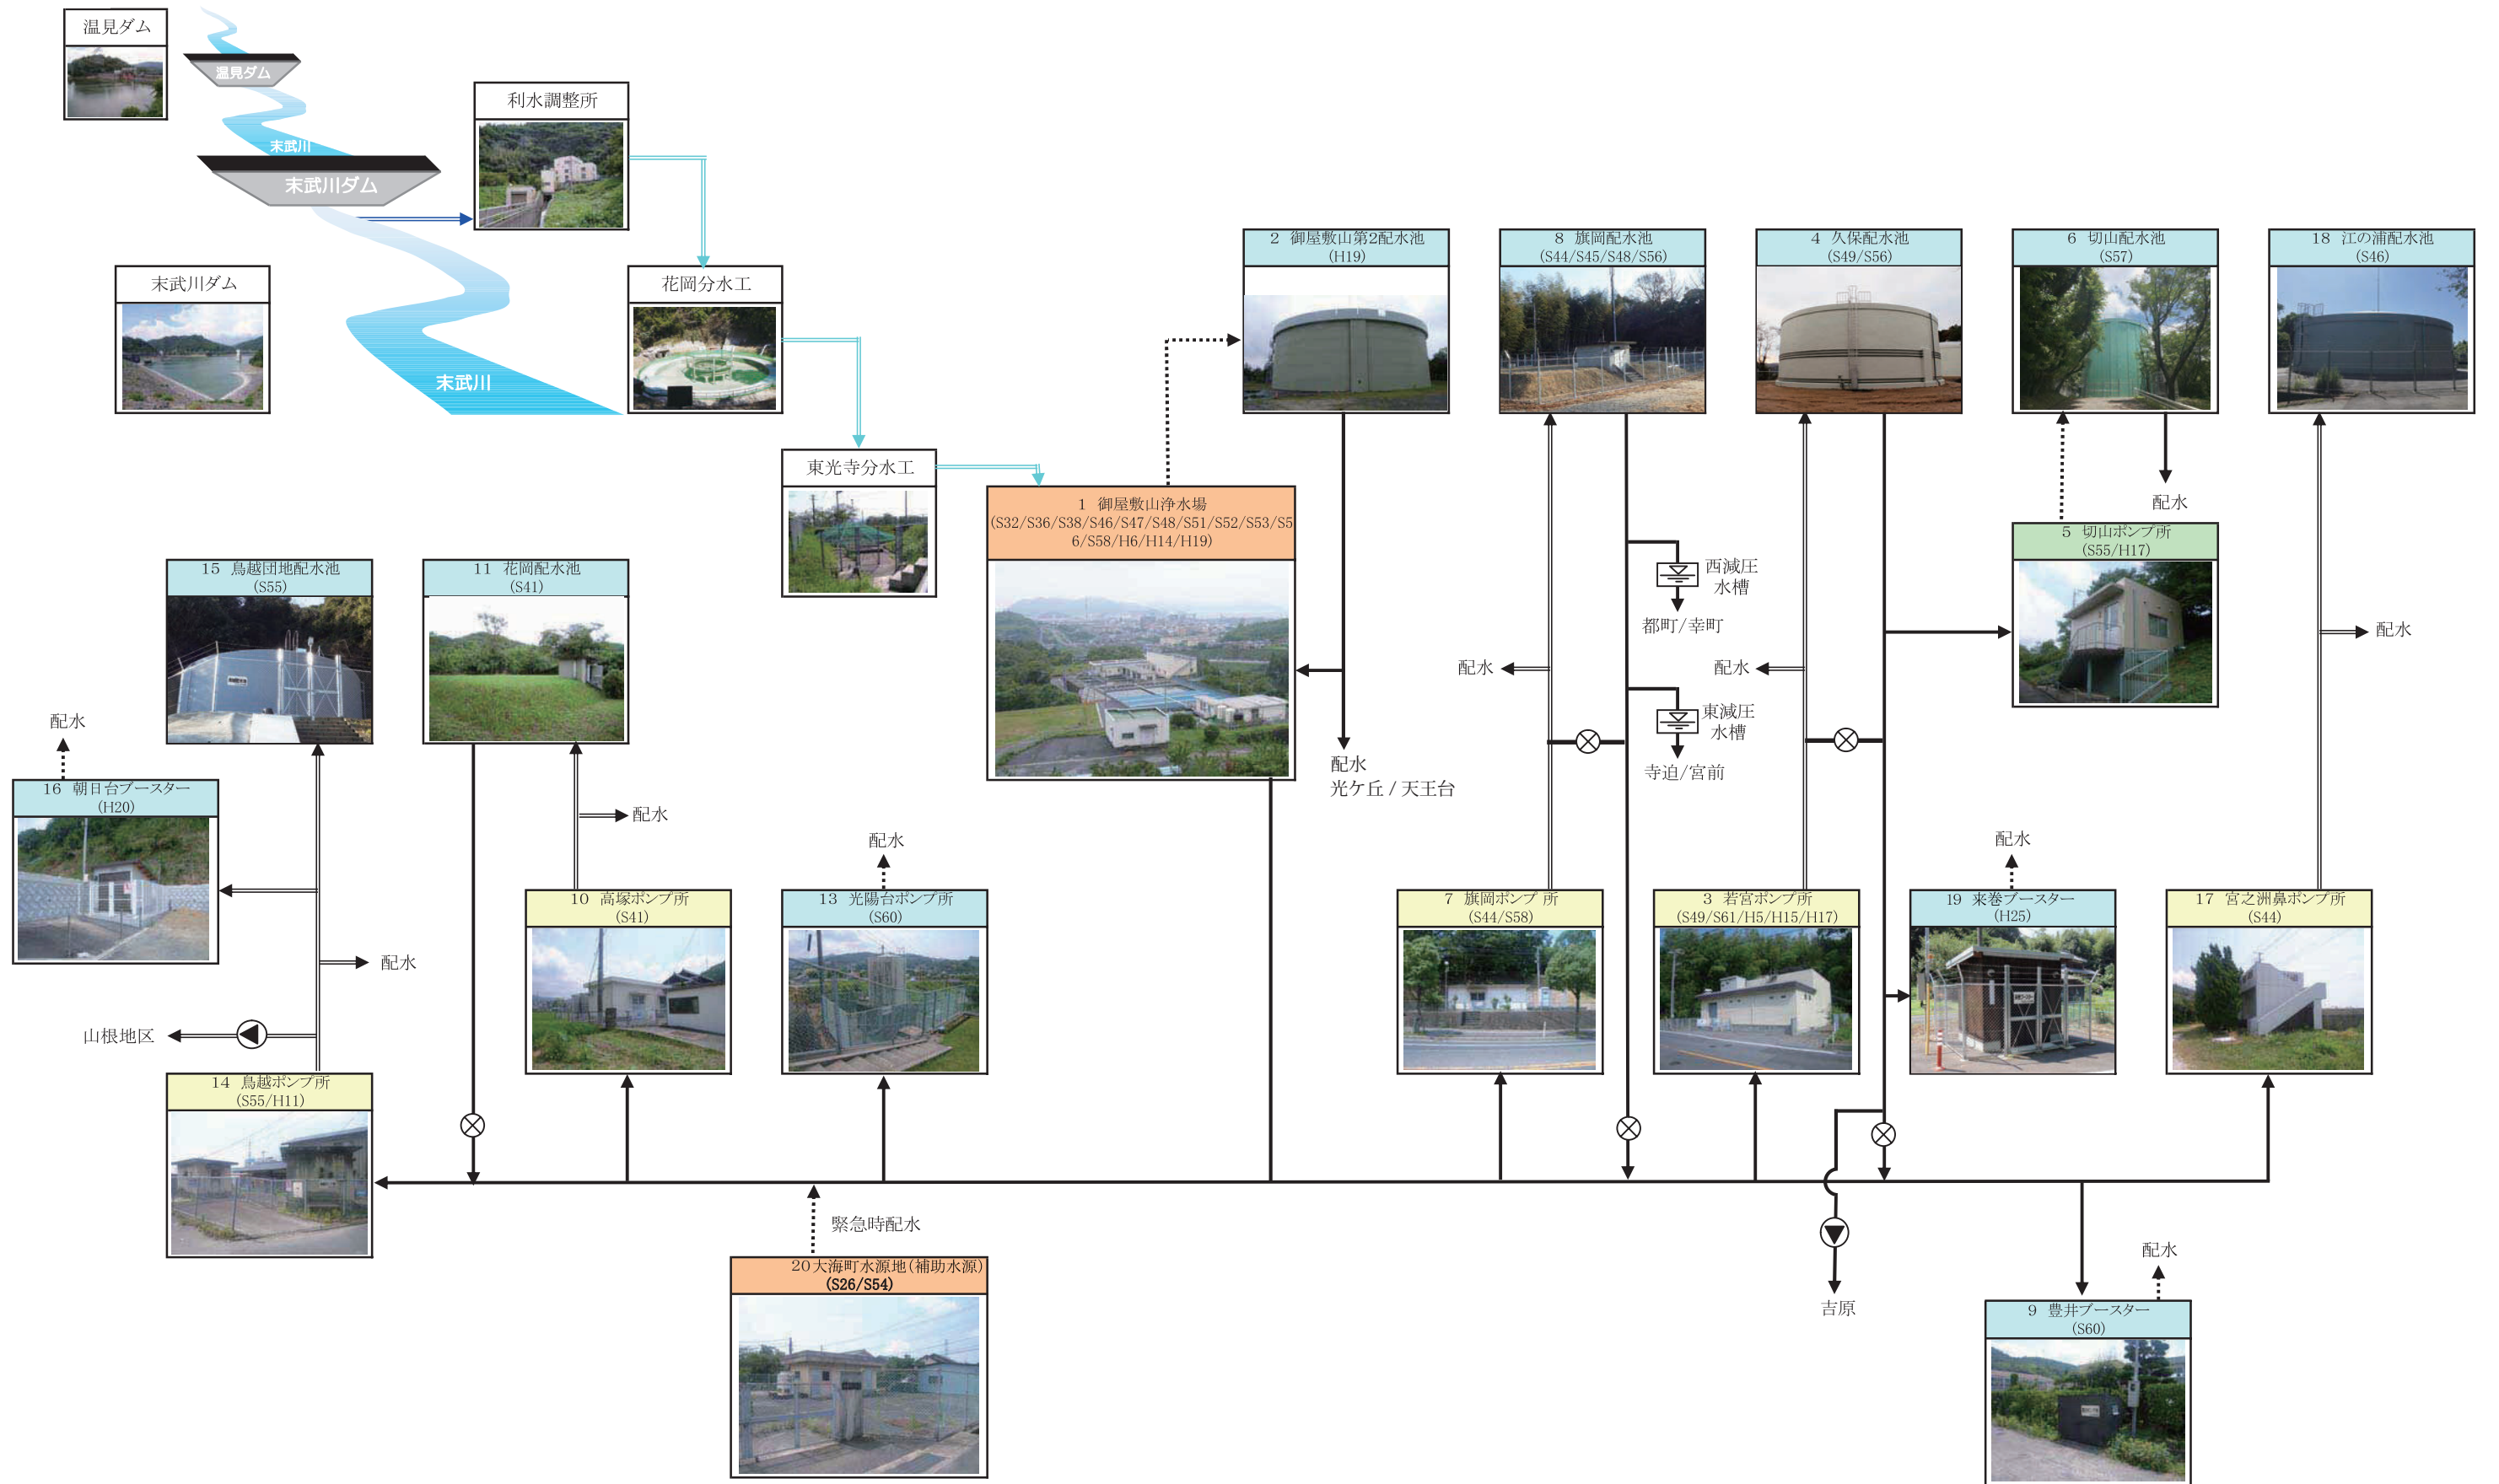 温見ダム
温見ダム
末武川
末武川ダム
利水調整所
末武川ダム
花岡分水工
末武川
東光寺分水工
2 御屋敷山第2配水池
(H19)
8 旗岡配水池
(S44/S45/S48/S56)
4 久保配水池
(S49/S56)
6 切山配水池
(S57)
18 江の浦配水池
(S46)
配水
1 御屋敷山浄水場
(S32/S36/S38/S46/S47/S48/S51/S52/S53/S5
6/S58/H6/H14/H19)
5 切山ポンプ所
(S55/H17)
15 鳥越団地配水池
(S55)
11 花岡配水池
(S41)
西減圧
水槽
都町/幸町
配水
配水
配水
東減圧
水槽
寺迫/宮前
配水
光ケ丘 / 天王台
配水
16 朝日台ブースター
(H20)
配水
配水
配水
10 高塚ポンプ所
(S41)
13 光陽台ポンプ所
(S60)
7 旗岡ポンプ 所
(S44/S58)
3 若宮ポンプ所
(S49/S61/H5/H15/H17)
19 来巻ブースター
(H25)
17 宮之洲鼻ポンプ所
(S44)
配水
山根地区
14 鳥越ポンプ所
(S55/H11)
緊急時配水
20大海町水源地(補助水源)
(S26/S54)
吉原
配水
9 豊井ブースター
(S60)